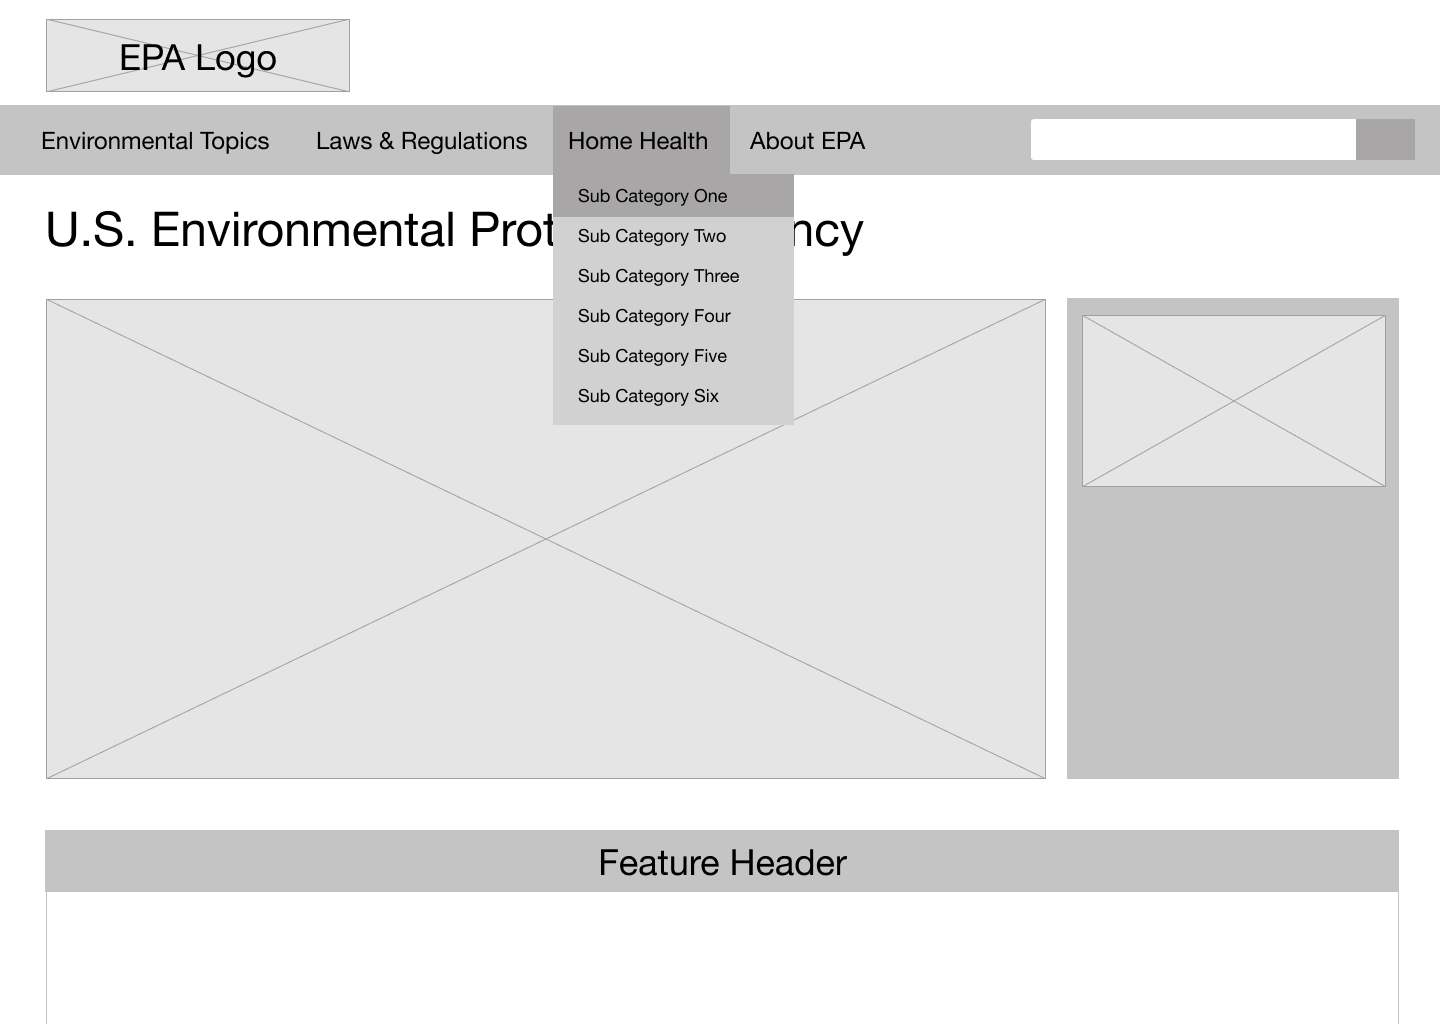 EPA Logo
Environmental Topics Laws & Regulations Home Health About EPA
Sub Category One
U.S. Environmental Prot ncy
Sub Category Two
Sub Category Three
Sub Category Four
Sub Category Five
Sub Category Six
Feature Header